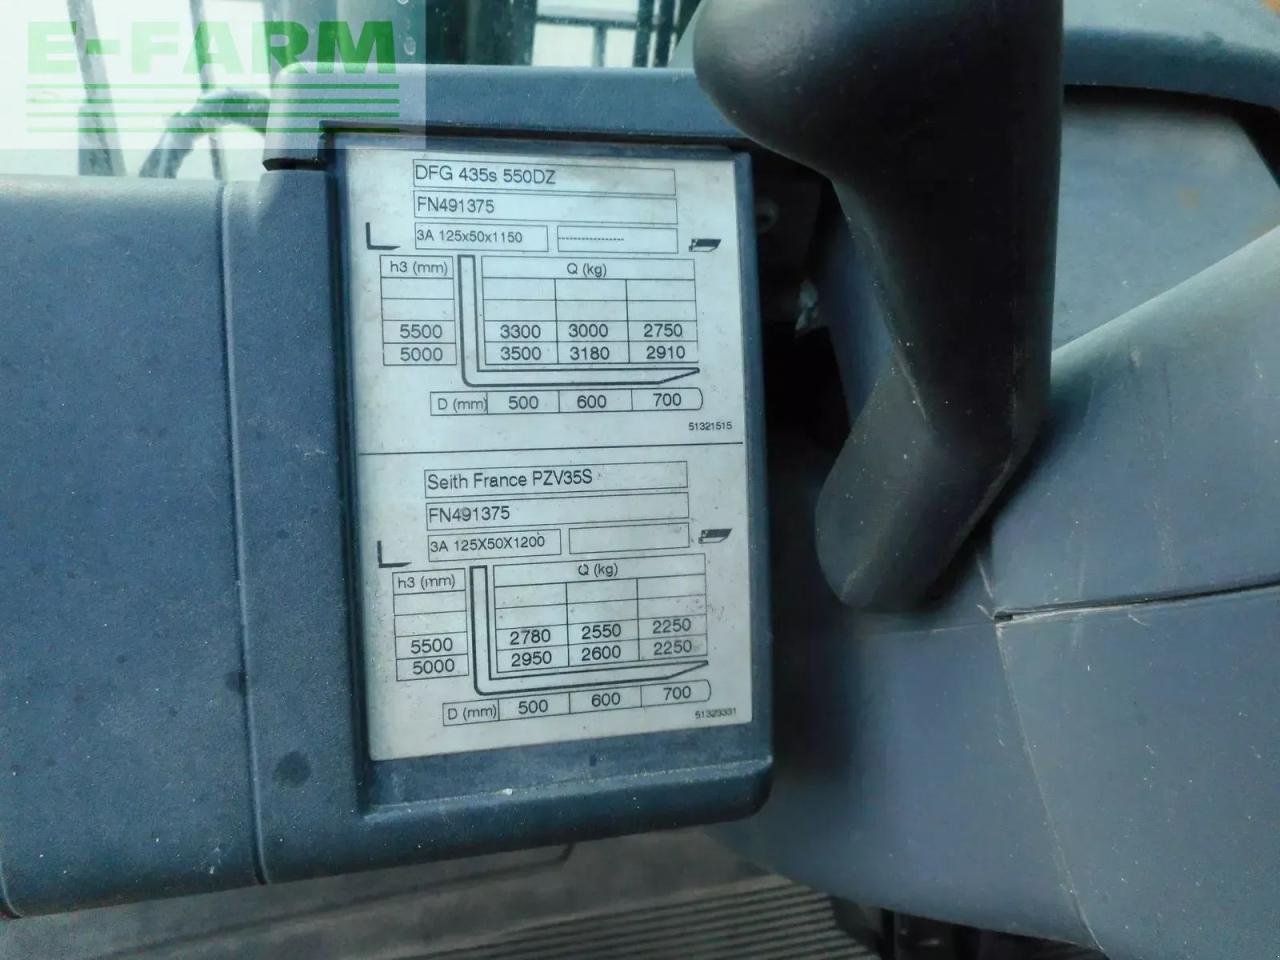 E-FARM
DFG 435s 550DZ
FN491375
3A 125x50x1150 ---------------
h3 (mm) Q (kg)
5500 3300 3000 2750
5000 3500 3180 2910
D (mm) 500 600 700
51321515
Seith France PZV35S
FN491375
3A 125X50X1200
h3 (mm) Q (kg)
5500 2780 2550 2250
5000 2950 2600 2250
D (mm) 500 600 700
51323331